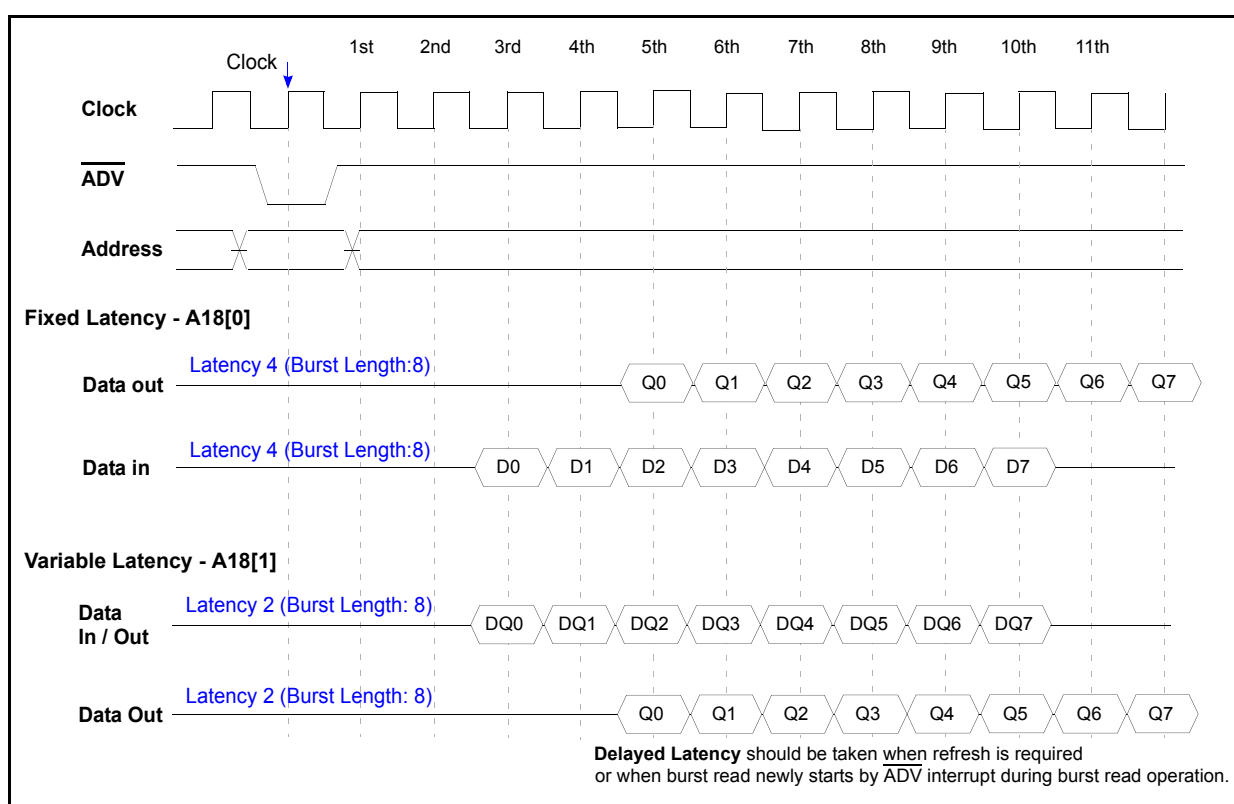 1st 2nd 3rd 4th 5th 6th 7th 8th 9th 10th 11th
Clock
Clock
ADV
Address
Fixed Latency - A18[0]
Latency 4 (Burst Length:8)
Data out Q0 Q1 Q2 Q3 Q4 Q5 Q6 Q7
Latency 4 (Burst Length:8)
Data in D0 D1 D2 D3 D4 D5 D6 D7
Variable Latency - A18[1]
Latency 2 (Burst Length: 8)
Data
In / Out
DQ0 DQ1 DQ2 DQ3 DQ4 DQ5 DQ6 DQ7
Latency 2 (Burst Length: 8)
Data Out Q0 Q1 Q2 Q3 Q4 Q5 Q6 Q7
Delayed Latency should be taken when refresh is required
or when burst read newly starts by ADV interrupt during burst read operation.